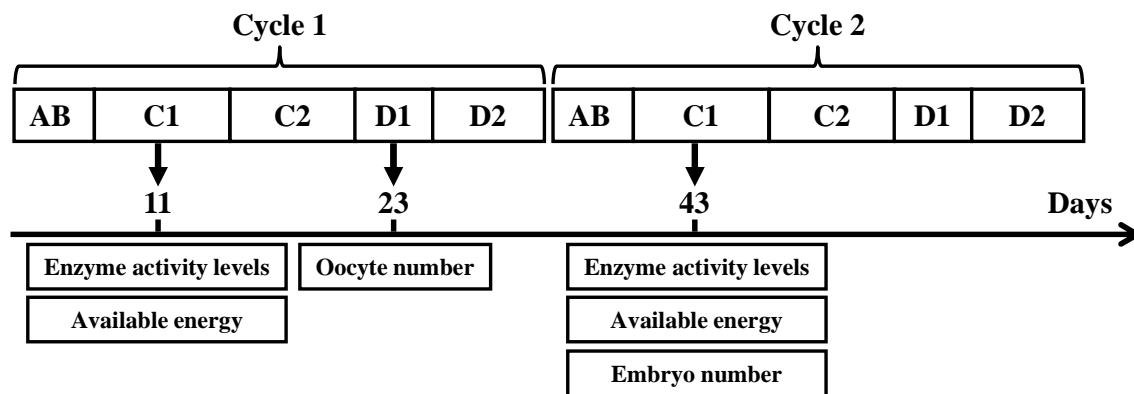 Cycle 1 Cycle 2
AB C1 C2 D1 D2 AB C1 C2 D1 D2
11 23 43 Days
Enzyme activity levels Oocyte number Enzyme activity levels
Available energy Available energy
Embryo number